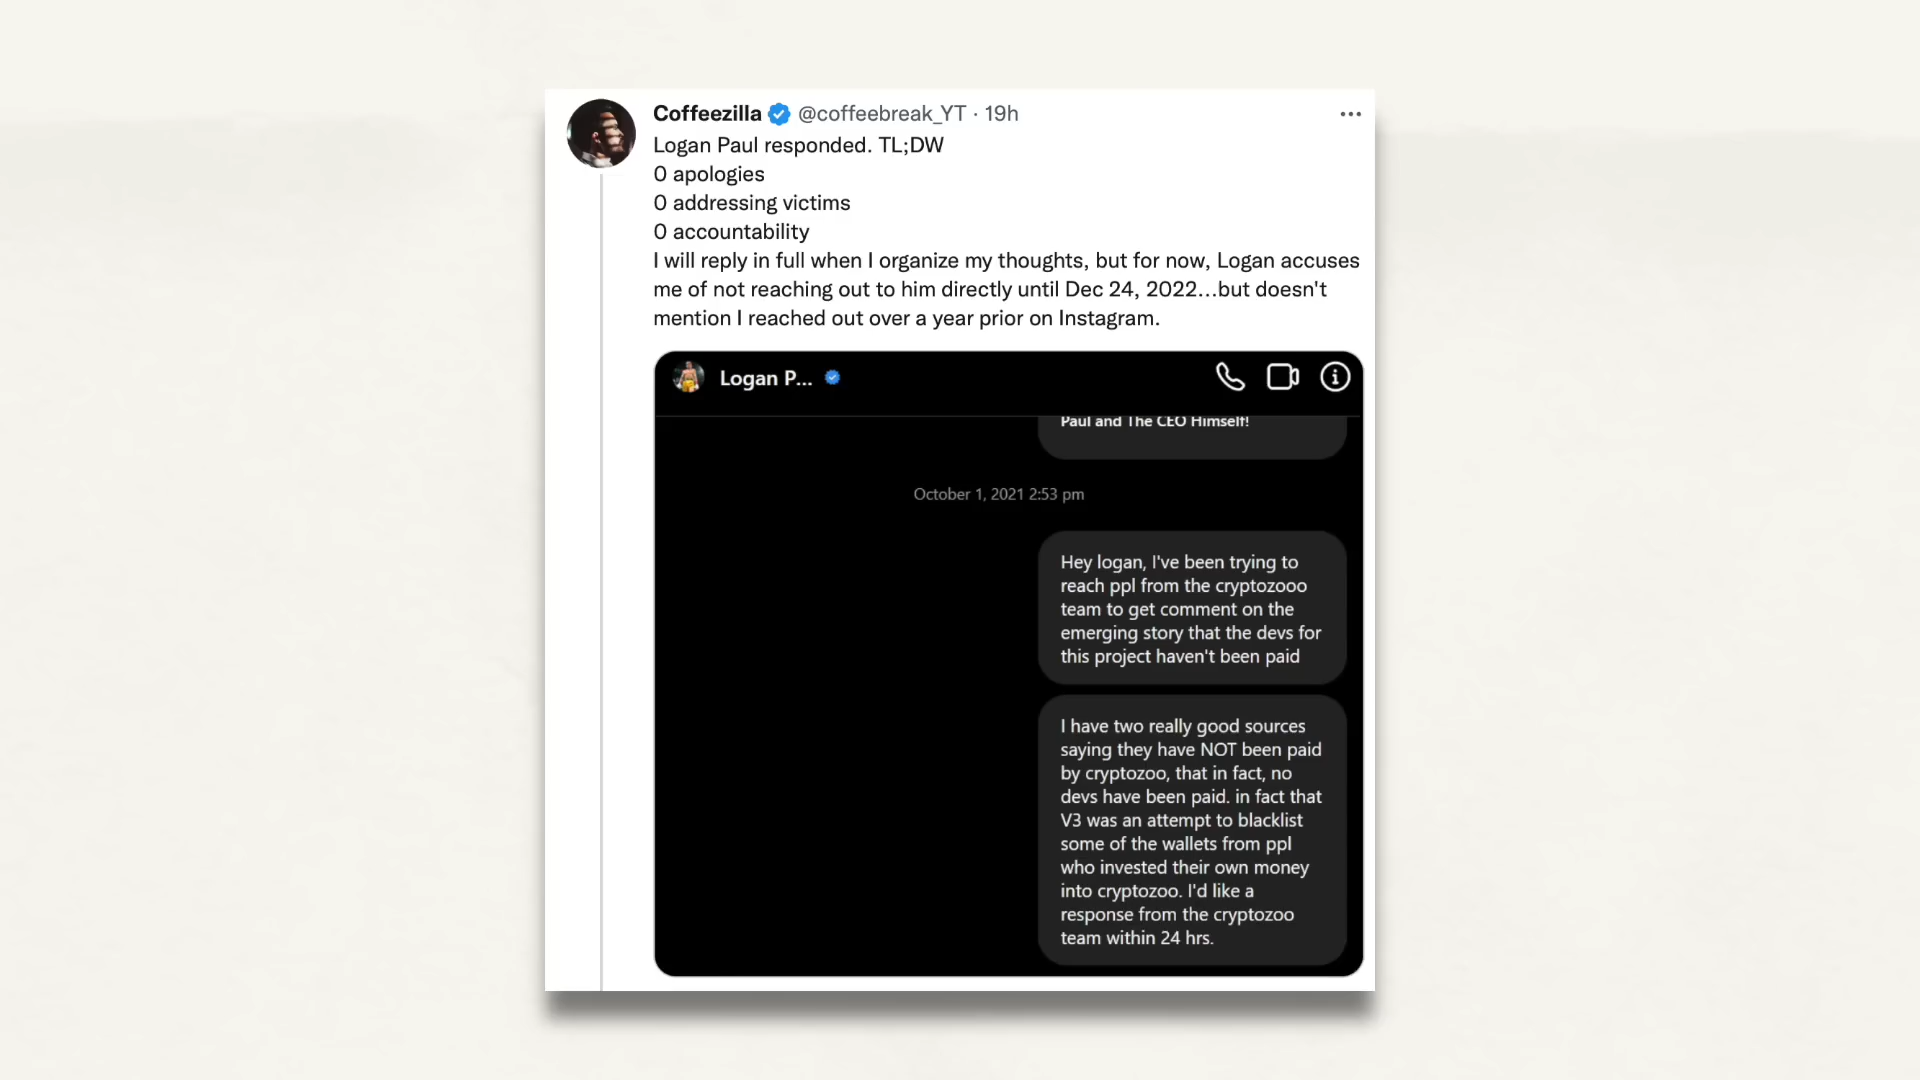 Coffeezilla @coffeebreak_YT · 19h
Logan Paul responded. TL;DW
0 apologies
0 addressing victims
0 accountability
I will reply in full when I organize my thoughts, but for now, Logan accuses
me of not reaching out to him directly until Dec 24, 2022...but doesn't
mention I reached out over a year prior on Instagram.
Logan P...
Paul and The CEO Himself!
October 1, 2021 2:53 pm
Hey logan, I've been trying to
reach ppl from the cryptozooo
team to get comment on the
emerging story that the devs for
this project haven't been paid
I have two really good sources
saying they have NOT been paid
by cryptozoo, that in fact, no
devs have been paid. in fact that
V3 was an attempt to blacklist
some of the wallets from ppl
who invested their own money
into cryptozoo. I'd like a
response from the cryptozoo
team within 24 hrs.